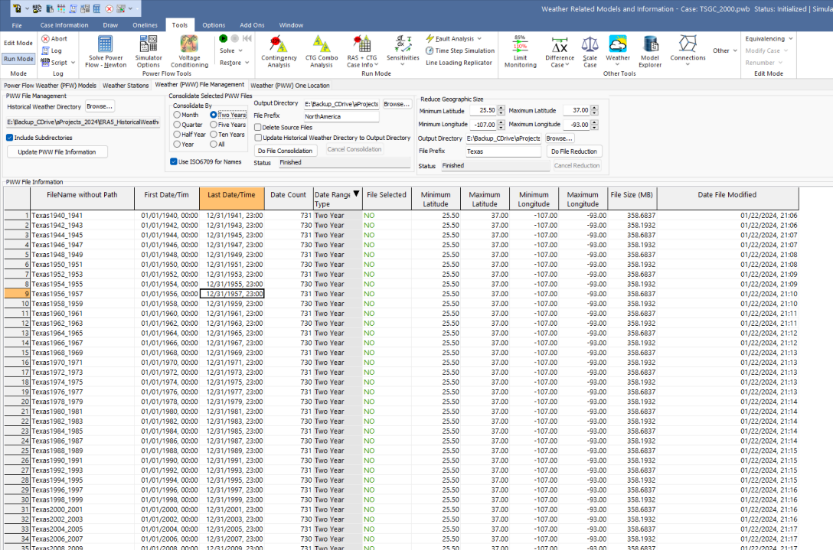 Weather Related Models and Information - Case: TSGC_2000.pwb Status: Initialized | Simula
File Case Information Draw Onelines Tools Options Add Ons Window
Edit Mode Abort Primal LP Fault Analysis Equivalencing
Run Mode Log Solve Time Step Simulation Other Modify Case
Script Restore Line Loading Replicator Renumber
Solve Power Flow - Newton Simulator Options Voltage Conditioning Contingency Analysis CTG Combo Analysis RAS + CTG Case Info Sensitivities Limit Monitoring Difference Case Scale Case Weather Model Explorer Connections
Mode Log Power Flow Tools Run Mode Other Tools Edit Mode
Power Flow Weather (PFW) Models Weather Stations Weather (PWW) File Management Weather (PWW) One Location
PWW File Management
Historical Weather Directory Browse...
E:\Backup_CDrive\aProjects_2024\ERA5_HistoricalWeathe
Include Subdirectories
Update PWW File Information
Consolidate Selected PWW Files
Consolidate By
Month Two Years
Quarter Five Years
Half Year Ten Years
Year All
Use ISO6709 for Names
Output Directory E:\Backup_CDrive\aProjects Browse...
File Prefix NorthAmerica
Delete Source Files
Update Historical Weather Directory to Output Directory
Do File Consolidation Cancel Consolidation
Status Finished
Reduce Geographic Size
Minimum Latitude 25.50 Maximum Latitude 37.00
Minimum Longitude -107.00 Maximum Longitude -93.00
Output Directory E:\Backup_CDrive\aProjects Browse...
File Prefix Texas Do File Reduction
Status Finished Cancel Reduction
PWW File Information
FileName without Path First Date/Tim Last Date/Time Date Count Date Range Type File Selected Minimum Latitude Maximum Latitude Minimum Longitude Maximum Longitude File Size (MB) Date File Modified
1 Texas1940_1941 01/01/1940, 00:00 12/31/1941, 23:00 731 Two Year NO 25.50 37.00 -107.00 -93.00 358.6837 01/22/2024, 21:06
2 Texas1942_1943 01/01/1942, 00:00 12/31/1943, 23:00 730 Two Year NO 25.50 37.00 -107.00 -93.00 358.1932 01/22/2024, 21:06
3 Texas1944_1945 01/01/1944, 00:00 12/31/1945, 23:00 731 Two Year NO 25.50 37.00 -107.00 -93.00 358.6837 01/22/2024, 21:07
4 Texas1946_1947 01/01/1946, 00:00 12/31/1947, 23:00 730 Two Year NO 25.50 37.00 -107.00 -93.00 358.1932 01/22/2024, 21:07
5 Texas1948_1949 01/01/1948, 00:00 12/31/1949, 23:00 731 Two Year NO 25.50 37.00 -107.00 -93.00 358.6837 01/22/2024, 21:08
6 Texas1950_1951 01/01/1950, 00:00 12/31/1951, 23:00 730 Two Year NO 25.50 37.00 -107.00 -93.00 358.1932 01/22/2024, 21:08
7 Texas1952_1953 01/01/1952, 00:00 12/31/1953, 23:00 731 Two Year NO 25.50 37.00 -107.00 -93.00 358.6837 01/22/2024, 21:09
8 Texas1954_1955 01/01/1954, 00:00 12/31/1955, 23:00 730 Two Year NO 25.50 37.00 -107.00 -93.00 358.1932 01/22/2024, 21:09
9 Texas1956_1957 01/01/1956, 00:00 12/31/1957, 23:00 731 Two Year NO 25.50 37.00 -107.00 -93.00 358.6837 01/22/2024, 21:10
10 Texas1958_1959 01/01/1958, 00:00 12/31/1959, 23:00 730 Two Year NO 25.50 37.00 -107.00 -93.00 358.1932 01/22/2024, 21:10
11 Texas1960_1961 01/01/1960, 00:00 12/31/1961, 23:00 731 Two Year NO 25.50 37.00 -107.00 -93.00 358.6837 01/22/2024, 21:11
12 Texas1962_1963 01/01/1962, 00:00 12/31/1963, 23:00 730 Two Year NO 25.50 37.00 -107.00 -93.00 358.1932 01/22/2024, 21:11
13 Texas1964_1965 01/01/1964, 00:00 12/31/1965, 23:00 731 Two Year NO 25.50 37.00 -107.00 -93.00 358.6837 01/22/2024, 21:12
14 Texas1966_1967 01/01/1966, 00:00 12/31/1967, 23:00 730 Two Year NO 25.50 37.00 -107.00 -93.00 358.1932 01/22/2024, 21:12
15 Texas1968_1969 01/01/1968, 00:00 12/31/1969, 23:00 731 Two Year NO 25.50 37.00 -107.00 -93.00 358.6837 01/22/2024, 21:13
16 Texas1970_1971 01/01/1970, 00:00 12/31/1971, 23:00 730 Two Year NO 25.50 37.00 -107.00 -93.00 358.1932 01/22/2024, 21:13
17 Texas1972_1973 01/01/1972, 00:00 12/31/1973, 23:00 731 Two Year NO 25.50 37.00 -107.00 -93.00 358.6837 01/22/2024, 21:13
18 Texas1974_1975 01/01/1974, 00:00 12/31/1975, 23:00 730 Two Year NO 25.50 37.00 -107.00 -93.00 358.1932 01/22/2024, 21:13
19 Texas1976_1977 01/01/1976, 00:00 12/31/1977, 23:00 731 Two Year NO 25.50 37.00 -107.00 -93.00 358.6837 01/22/2024, 21:13
20 Texas1978_1979 01/01/1978, 00:00 12/31/1979, 23:00 730 Two Year NO 25.50 37.00 -107.00 -93.00 358.1932 01/22/2024, 21:14
21 Texas1980_1981 01/01/1980, 00:00 12/31/1981, 23:00 731 Two Year NO 25.50 37.00 -107.00 -93.00 358.6837 01/22/2024, 21:14
22 Texas1982_1983 01/01/1982, 00:00 12/31/1983, 23:00 730 Two Year NO 25.50 37.00 -107.00 -93.00 358.1932 01/22/2024, 21:14
23 Texas1984_1985 01/01/1984, 00:00 12/31/1985, 23:00 731 Two Year NO 25.50 37.00 -107.00 -93.00 358.6837 01/22/2024, 21:14
24 Texas1986_1987 01/01/1986, 00:00 12/31/1987, 23:00 730 Two Year NO 25.50 37.00 -107.00 -93.00 358.1932 01/22/2024, 21:14
25 Texas1988_1989 01/01/1988, 00:00 12/31/1989, 23:00 731 Two Year NO 25.50 37.00 -107.00 -93.00 358.6837 01/22/2024, 21:15
26 Texas1990_1991 01/01/1990, 00:00 12/31/1991, 23:00 730 Two Year NO 25.50 37.00 -107.00 -93.00 358.1932 01/22/2024, 21:15
27 Texas1992_1993 01/01/1992, 00:00 12/31/1993, 23:00 731 Two Year NO 25.50 37.00 -107.00 -93.00 358.6837 01/22/2024, 21:15
28 Texas1994_1995 01/01/1994, 00:00 12/31/1995, 23:00 730 Two Year NO 25.50 37.00 -107.00 -93.00 358.1932 01/22/2024, 21:15
29 Texas1996_1997 01/01/1996, 00:00 12/31/1997, 23:00 731 Two Year NO 25.50 37.00 -107.00 -93.00 358.6837 01/22/2024, 21:16
30 Texas1998_1999 01/01/1998, 00:00 12/31/1999, 23:00 730 Two Year NO 25.50 37.00 -107.00 -93.00 358.1932 01/22/2024, 21:16
31 Texas2000_2001 01/01/2000, 00:00 12/31/2001, 23:00 731 Two Year NO 25.50 37.00 -107.00 -93.00 358.6837 01/22/2024, 21:16
32 Texas2002_2003 01/01/2002, 00:00 12/31/2003, 23:00 730 Two Year NO 25.50 37.00 -107.00 -93.00 358.1932 01/22/2024, 21:16
33 Texas2004_2005 01/01/2004, 00:00 12/31/2005, 23:00 731 Two Year NO 25.50 37.00 -107.00 -93.00 358.6837 01/22/2024, 21:17
34 Texas2006_2007 01/01/2006, 00:00 12/31/2007, 23:00 730 Two Year NO 25.50 37.00 -107.00 -93.00 358.1932 01/22/2024, 21:17
35 Texas2008_2009 01/01/2008, 00:00 12/31/2009, 23:00 731 Two Year NO 25.50 37.00 -107.00 -93.00 358.6837 01/22/2024, 21:17